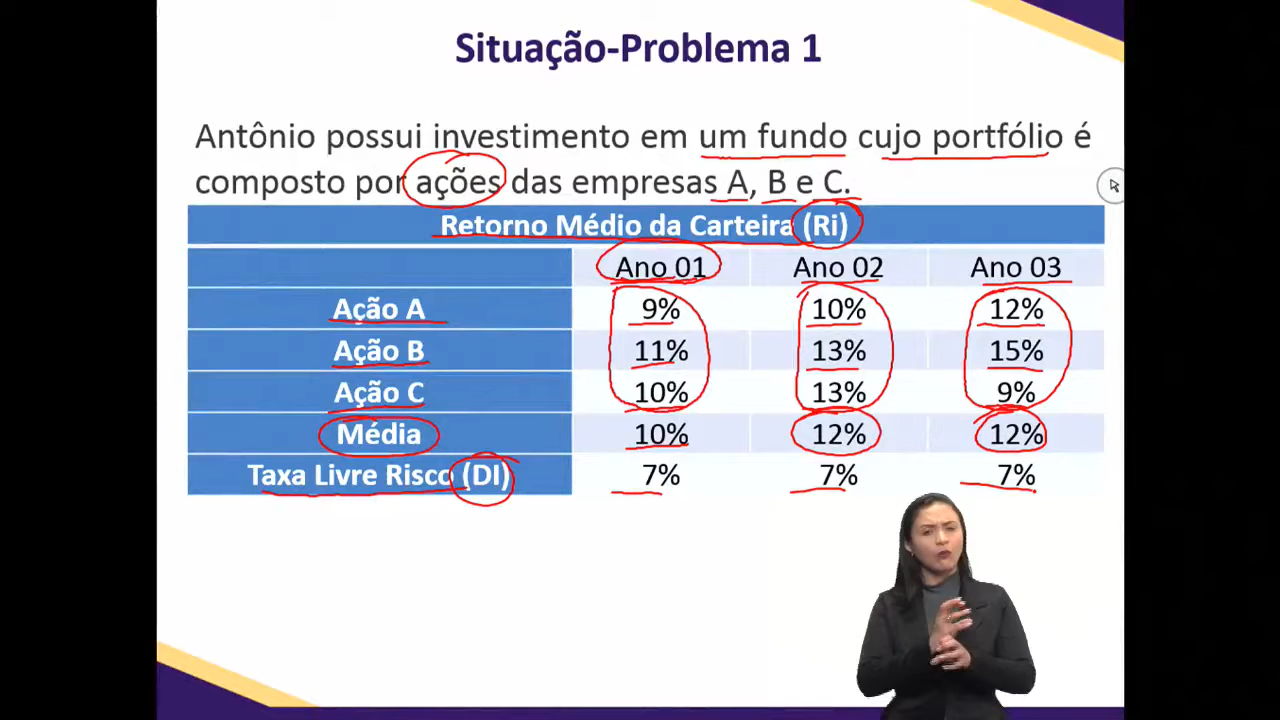 Situação-Problema 1
Antônio possui investimento em um fundo cujo portfólio é
composto por ações das empresas A, B e C.
Retorno Médio da Carteira (Ri)
Ano 01 Ano 02 Ano 03
Ação A 9% 10% 12%
Ação B 11% 13% 15%
Ação C 10% 13% 9%
Média 10% 12% 12%
Taxa Livre Risco (DI) 7% 7% 7%